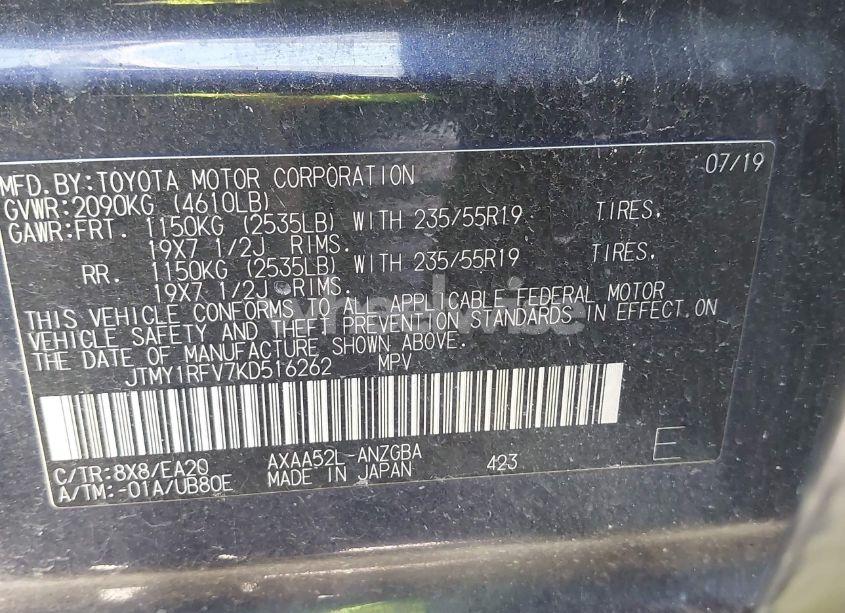 MFD. BY: TOYOTA MOTOR CORPORATION 07/19
GVWR: 2090KG (4610LB)
GAWR: FRT. 1150KG (2535LB) WITH 235/55R19 TIRES,
19X7 1/2J RIMS.
RR. 1150KG (2535LB) WITH 235/55R19 TIRES,
19X7 1/2J RIMS.
THIS VEHICLE CONFORMS TO ALL APPLICABLE FEDERAL MOTOR
VEHICLE SAFETY AND THEFT PREVENTION STANDARDS IN EFFECT ON
THE DATE OF MANUFACTURE SHOWN ABOVE.
JTMY1RFV7KD516262 MPV
C/TR: 8X8/EA20 AXAA52L-ANZGBA 423 E
A/TM: -01A/UB80E MADE IN JAPAN